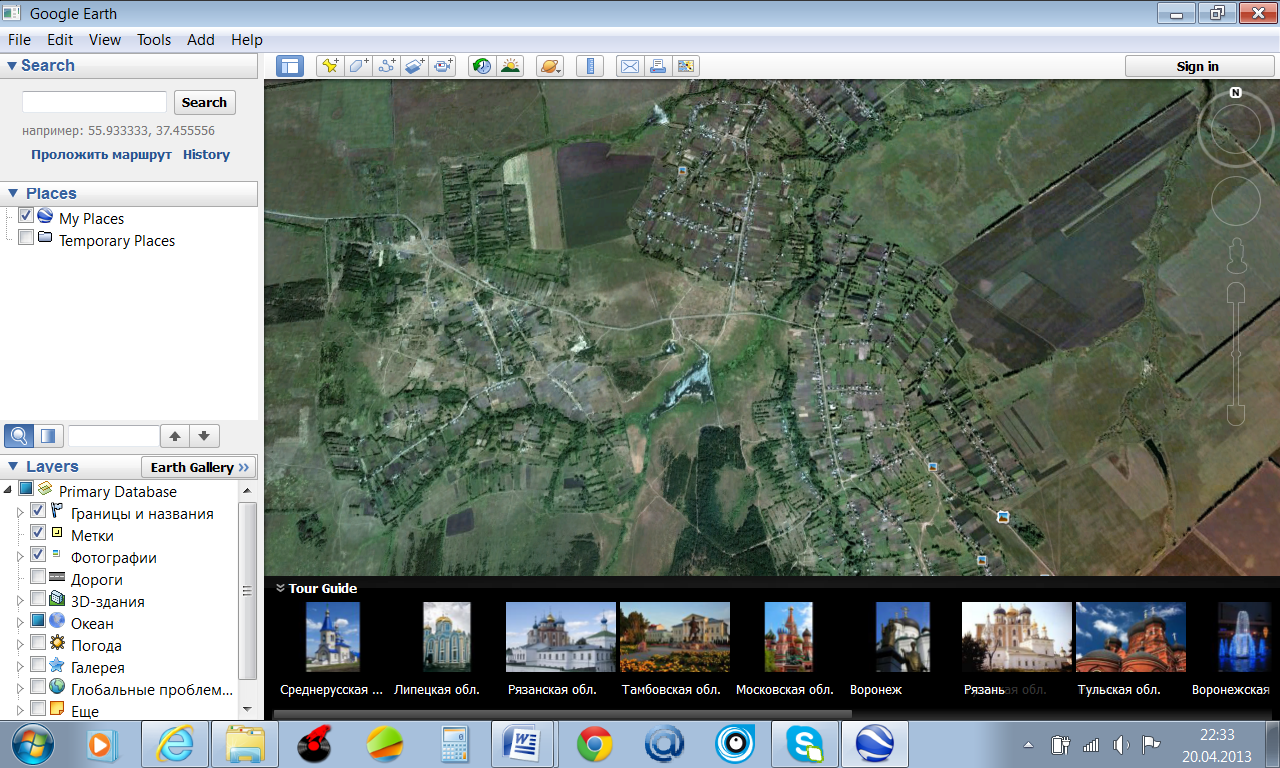 Google Earth
File Edit View Tools Add Help
Search
Sign in
N
Search
например: 55.933333, 37.455556
Проложить маршрут History
Places
My Places
Temporary Places
Layers
Earth Gallery »
Primary Database
Границы и названия
Метки
Фотографии
Дороги
3D-здания
Океан
Погода
Галерея
Глобальные проблем...
Еще
Tour Guide
Среднерусская ... Липецкая обл. Рязанская обл. Тамбовская обл. Московская обл. Воронеж Рязань Тульская обл. Воронежская
22:33
20.04.2013